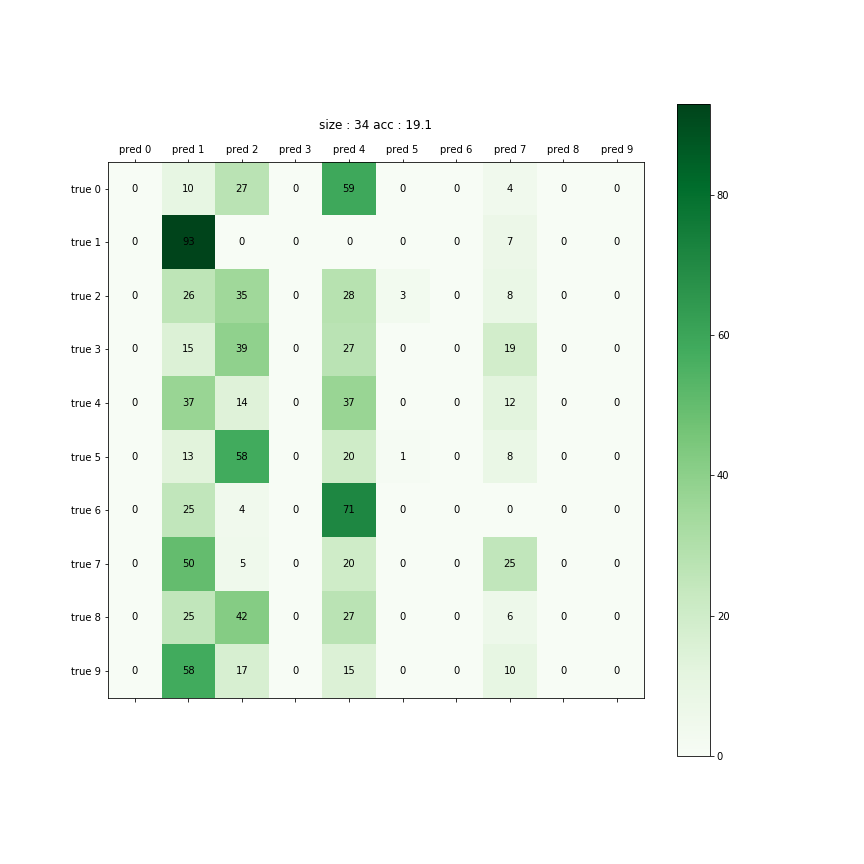 size : 34 acc : 19.1
pred 0 pred 1 pred 2 pred 3 pred 4 pred 5 pred 6 pred 7 pred 8 pred 9
true 0 0 10 27 0 59 0 0 4 0 0
true 1 0 93 0 0 0 0 0 7 0 0
true 2 0 26 35 0 28 3 0 8 0 0
true 3 0 15 39 0 27 0 0 19 0 0
true 4 0 37 14 0 37 0 0 12 0 0
true 5 0 13 58 0 20 1 0 8 0 0
true 6 0 25 4 0 71 0 0 0 0 0
true 7 0 50 5 0 20 0 0 25 0 0
true 8 0 25 42 0 27 0 0 6 0 0
true 9 0 58 17 0 15 0 0 10 0 0
80
60
40
20
0